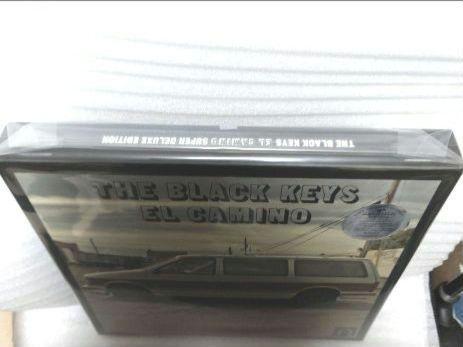 THE BLACK KEYS EL CAMINO SUPER DELUXE EDITION
THE BLACK KEYS
EL CAMINO